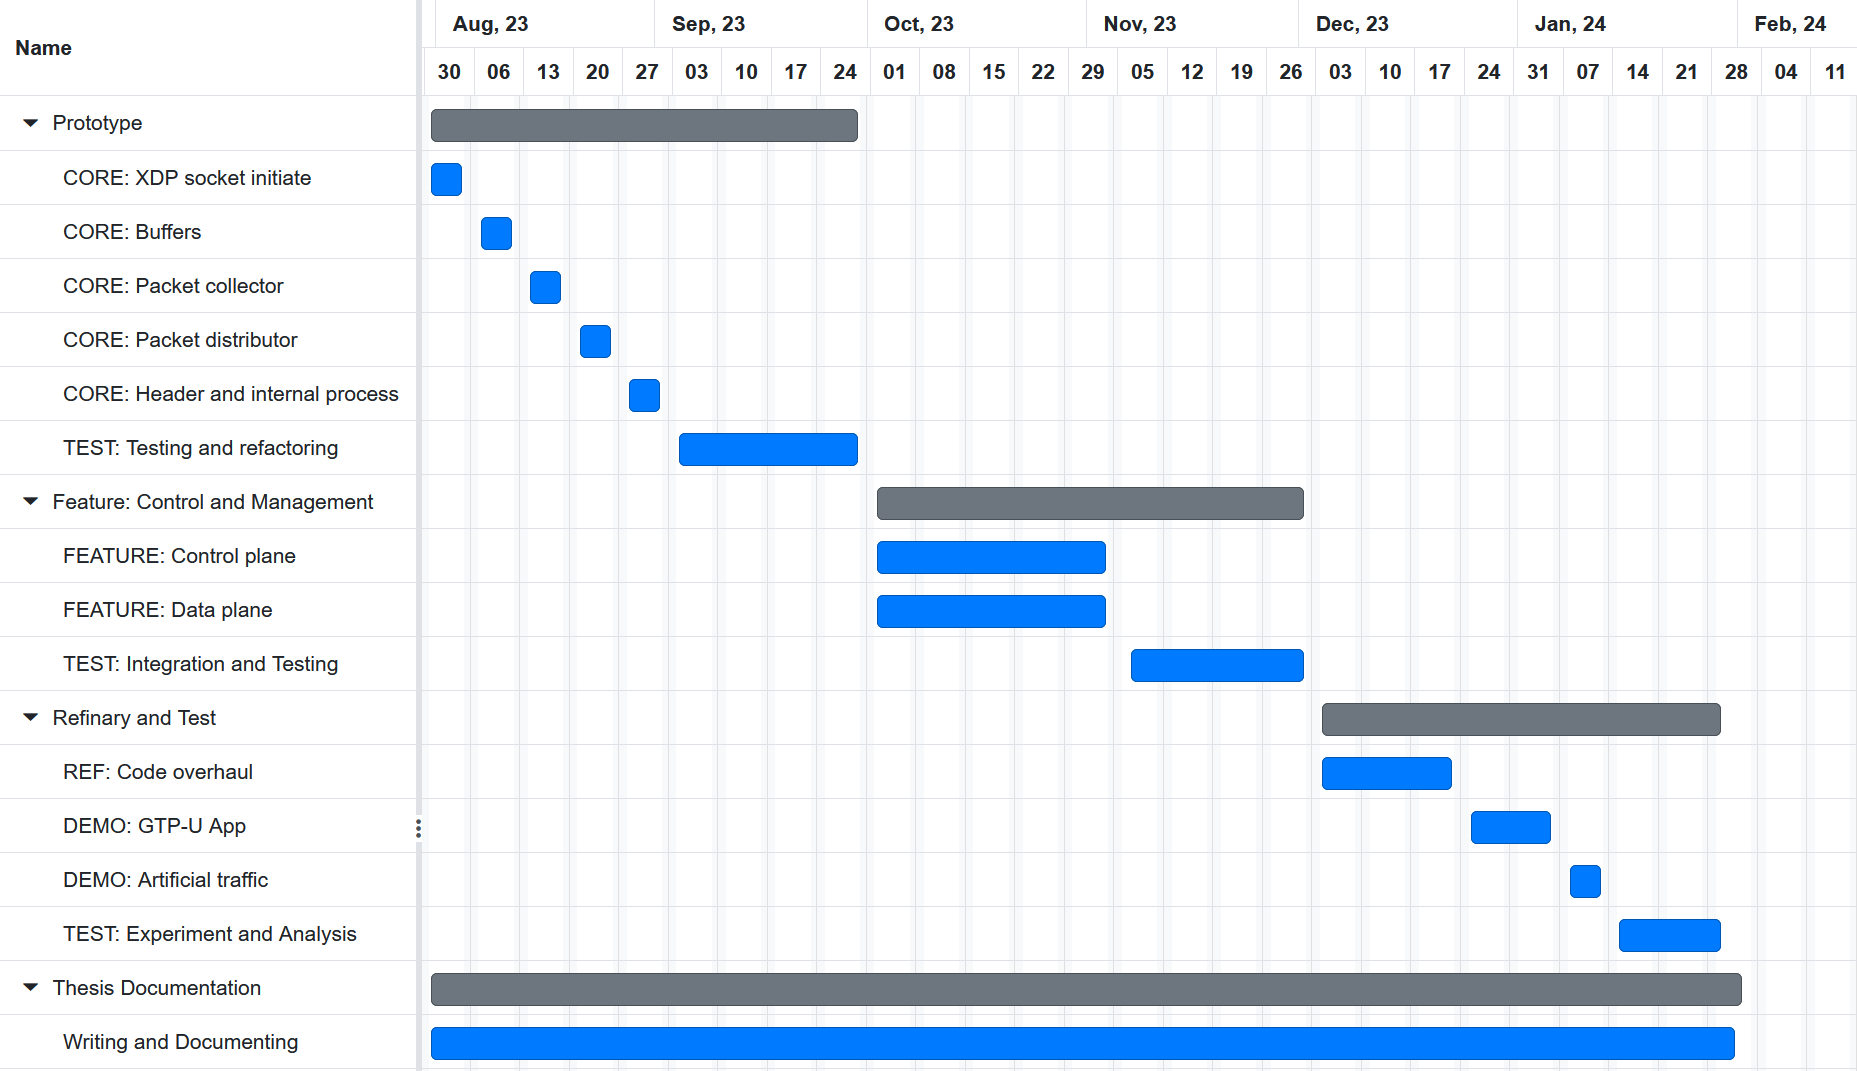 Name
Aug, 23 Sep, 23 Oct, 23 Nov, 23 Dec, 23 Jan, 24 Feb, 24
30 06 13 20 27 03 10 17 24 01 08 15 22 29 05 12 19 26 03 10 17 24 31 07 14 21 28 04 11
Prototype
CORE: XDP socket initiate
CORE: Buffers
CORE: Packet collector
CORE: Packet distributor
CORE: Header and internal process
TEST: Testing and refactoring
Feature: Control and Management
FEATURE: Control plane
FEATURE: Data plane
TEST: Integration and Testing
Refinary and Test
REF: Code overhaul
DEMO: GTP-U App
DEMO: Artificial traffic
TEST: Experiment and Analysis
Thesis Documentation
Writing and Documenting